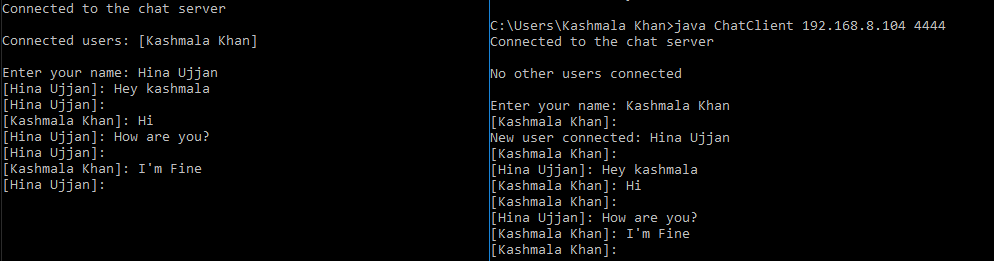 Connected to the chat server
Connected users: [Kashmala Khan]
Enter your name: Hina Ujjan
[Hina Ujjan]: Hey kashmala
[Hina Ujjan]:
[Kashmala Khan]: Hi
[Hina Ujjan]: How are you?
[Hina Ujjan]:
[Kashmala Khan]: I'm Fine
[Hina Ujjan]:
C:\Users\Kashmala Khan>java ChatClient 192.168.8.104 4444
Connected to the chat server
No other users connected
Enter your name: Kashmala Khan
[Kashmala Khan]:
New user connected: Hina Ujjan
[Kashmala Khan]:
[Hina Ujjan]: Hey kashmala
[Kashmala Khan]: Hi
[Kashmala Khan]:
[Hina Ujjan]: How are you?
[Kashmala Khan]: I'm Fine
[Kashmala Khan]: